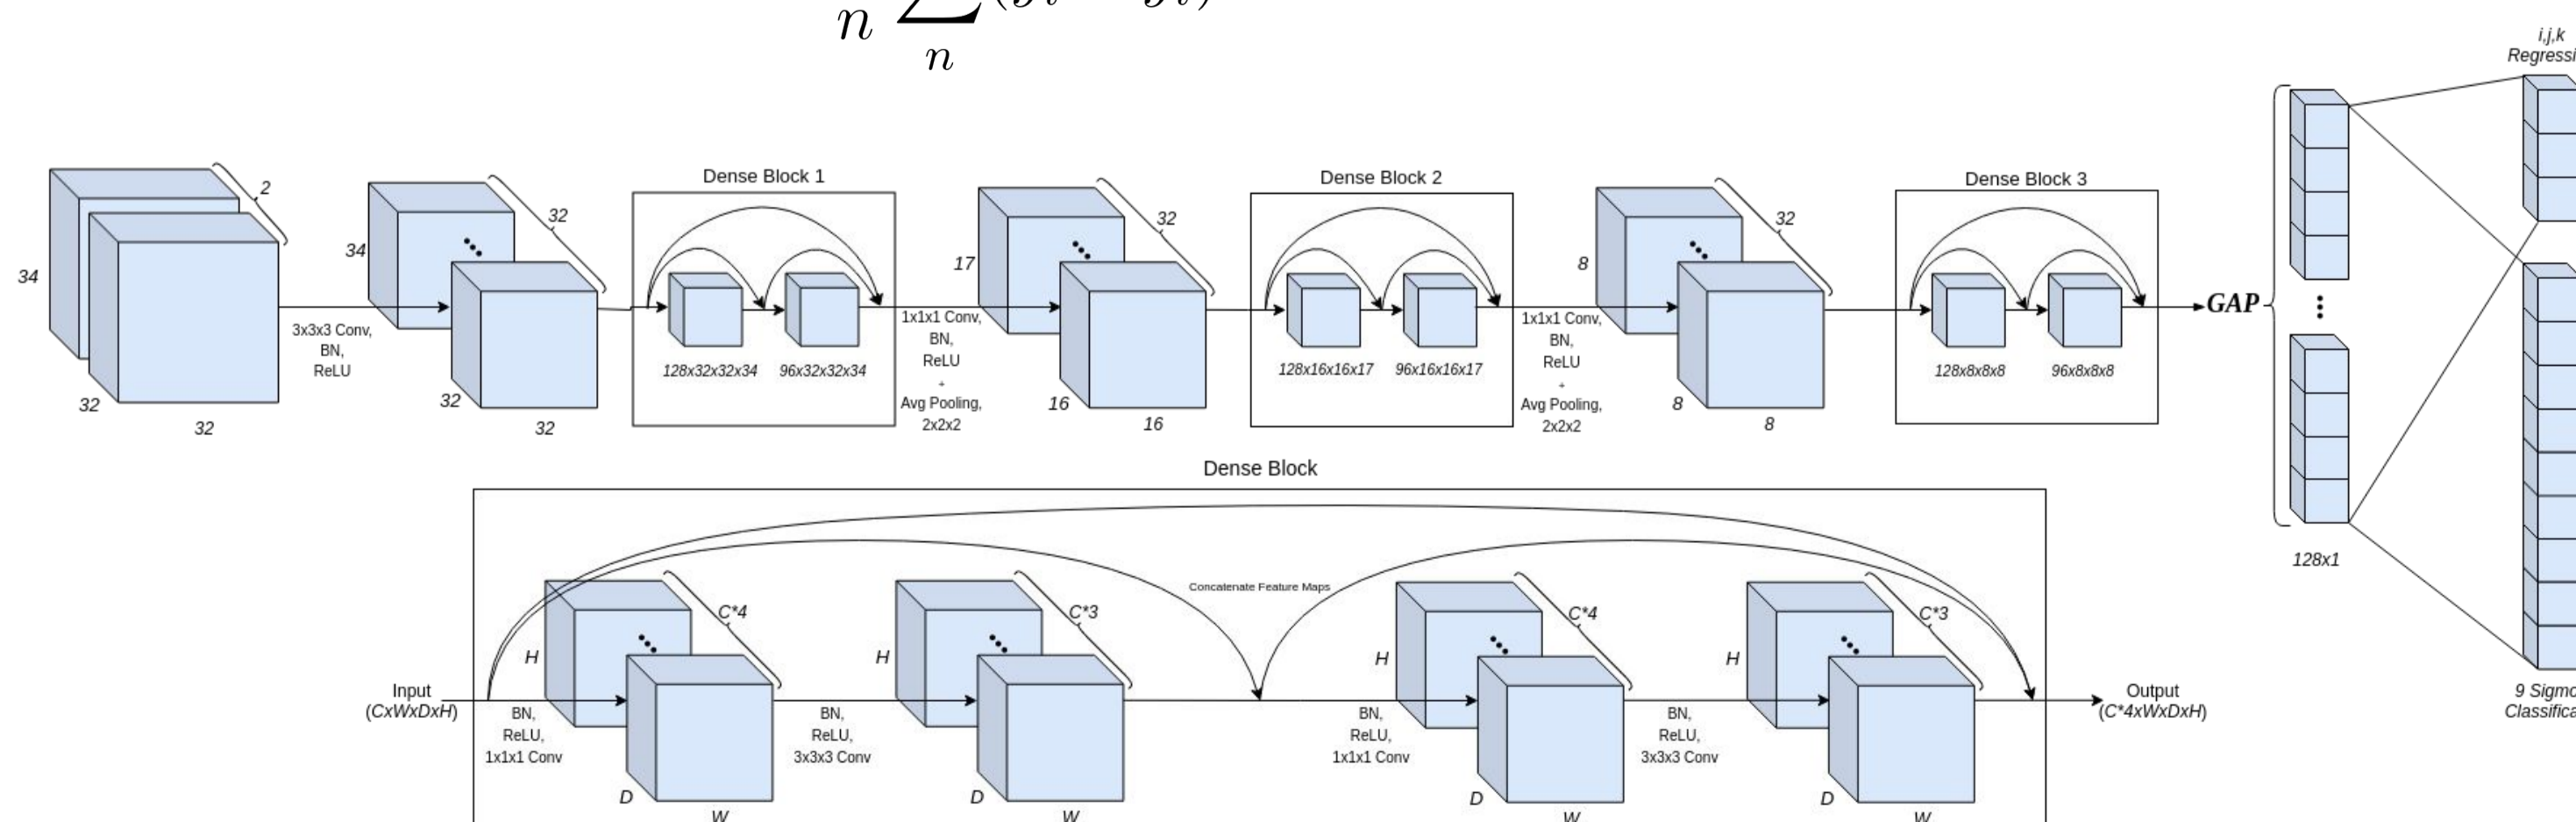 n
n
i,j,k
34
2
32
32
3x3x3 Conv,
BN,
ReLU
34
32
32
32
Dense Block 1
128x32x32x34
96x32x32x34
1x1x1 Conv,
BN,
ReLU
+
Avg Pooling,
2x2x2
17
32
16
16
Dense Block 2
128x16x16x17
96x16x16x17
1x1x1 Conv,
BN,
ReLU
+
Avg Pooling,
2x2x2
8
32
8
8
Dense Block 3
128x8x8x8
96x8x8x8
GAP
128x1
9
Dense Block
Input
(CxWxDxH)
BN,
ReLU,
1x1x1 Conv
H
C*4
D
W
BN,
ReLU,
3x3x3 Conv
H
C*3
D
W
Concatenate Feature Maps
BN,
ReLU,
1x1x1 Conv
H
C*4
D
W
BN,
ReLU,
3x3x3 Conv
H
C*3
D
W
Output
(C*4xWxDxH)